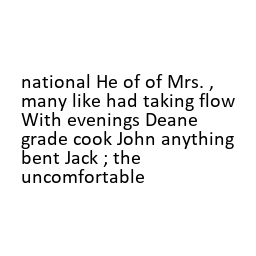 national He of of Mrs. ,
many like had taking flow
With evenings Deane
grade cook John anything
bent Jack ; the
uncomfortable